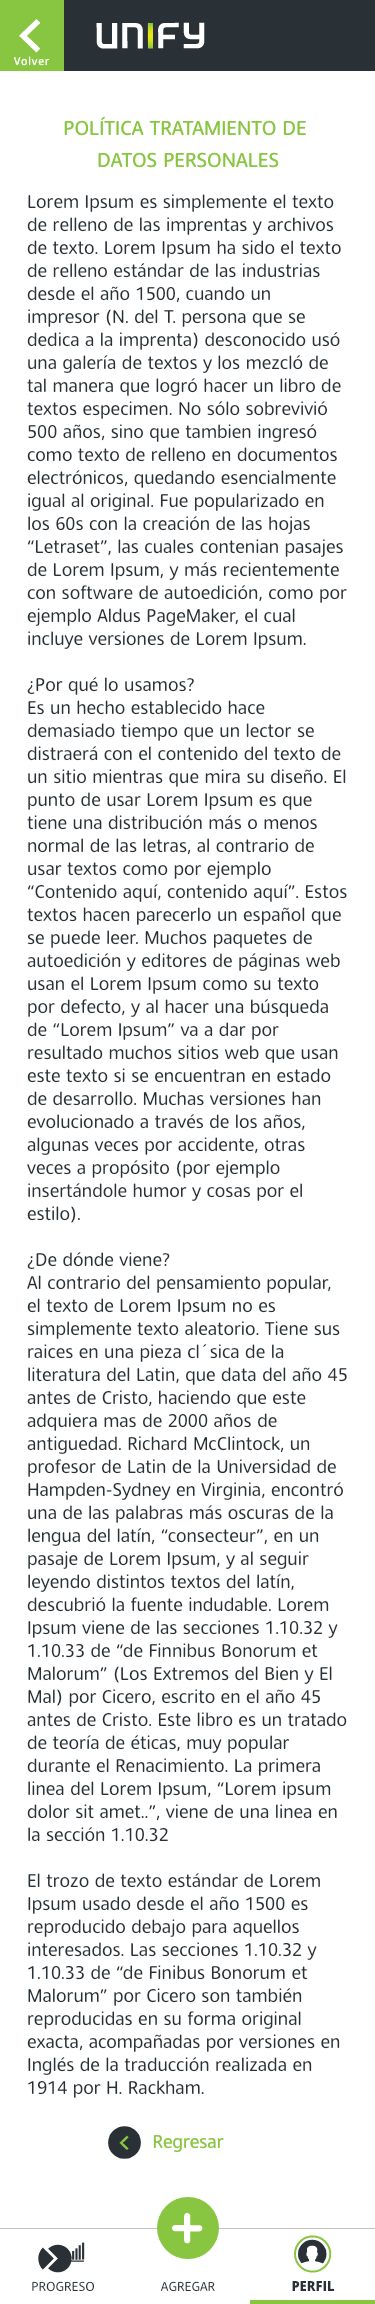 Volver
UNIFY
POLÍTICA TRATAMIENTO DE
DATOS PERSONALES
Lorem Ipsum es simplemente el texto
de relleno de las imprentas y archivos
de texto. Lorem Ipsum ha sido el texto
de relleno estándar de las industrias
desde el año 1500, cuando un
impresor (N. del T. persona que se
dedica a la imprenta) desconocido usó
una galería de textos y los mezcló de
tal manera que logró hacer un libro de
textos especimen. No sólo sobrevivió
500 años, sino que tambien ingresó
como texto de relleno en documentos
electrónicos, quedando esencialmente
igual al original. Fue popularizado en
los 60s con la creación de las hojas
“Letraset”, las cuales contenian pasajes
de Lorem Ipsum, y más recientemente
con software de autoedición, como por
ejemplo Aldus PageMaker, el cual
incluye versiones de Lorem Ipsum.
¿Por qué lo usamos?
Es un hecho establecido hace
demasiado tiempo que un lector se
distraerá con el contenido del texto de
un sitio mientras que mira su diseño. El
punto de usar Lorem Ipsum es que
tiene una distribución más o menos
normal de las letras, al contrario de
usar textos como por ejemplo
“Contenido aquí, contenido aquí”. Estos
textos hacen parecerlo un español que
se puede leer. Muchos paquetes de
autoedición y editores de páginas web
usan el Lorem Ipsum como su texto
por defecto, y al hacer una búsqueda
de “Lorem Ipsum” va a dar por
resultado muchos sitios web que usan
este texto si se encuentran en estado
de desarrollo. Muchas versiones han
evolucionado a través de los años,
algunas veces por accidente, otras
veces a propósito (por ejemplo
insertándole humor y cosas por el
estilo).
¿De dónde viene?
Al contrario del pensamiento popular,
el texto de Lorem Ipsum no es
simplemente texto aleatorio. Tiene sus
raices en una pieza cl´sica de la
literatura del Latin, que data del año 45
antes de Cristo, haciendo que este
adquiera mas de 2000 años de
antiguedad. Richard McClintock, un
profesor de Latin de la Universidad de
Hampden-Sydney en Virginia, encontró
una de las palabras más oscuras de la
lengua del latín, “consecteur”, en un
pasaje de Lorem Ipsum, y al seguir
leyendo distintos textos del latín,
descubrió la fuente indudable. Lorem
Ipsum viene de las secciones 1.10.32 y
1.10.33 de “de Finnibus Bonorum et
Malorum” (Los Extremos del Bien y El
Mal) por Cicero, escrito en el año 45
antes de Cristo. Este libro es un tratado
de teoría de éticas, muy popular
durante el Renacimiento. La primera
linea del Lorem Ipsum, “Lorem ipsum
dolor sit amet..”, viene de una linea en
la sección 1.10.32
El trozo de texto estándar de Lorem
Ipsum usado desde el año 1500 es
reproducido debajo para aquellos
interesados. Las secciones 1.10.32 y
1.10.33 de “de Finibus Bonorum et
Malorum” por Cicero son también
reproducidas en su forma original
exacta, acompañadas por versiones en
Inglés de la traducción realizada en
1914 por H. Rackham.
Regresar
PROGRESO
AGREGAR
PERFIL